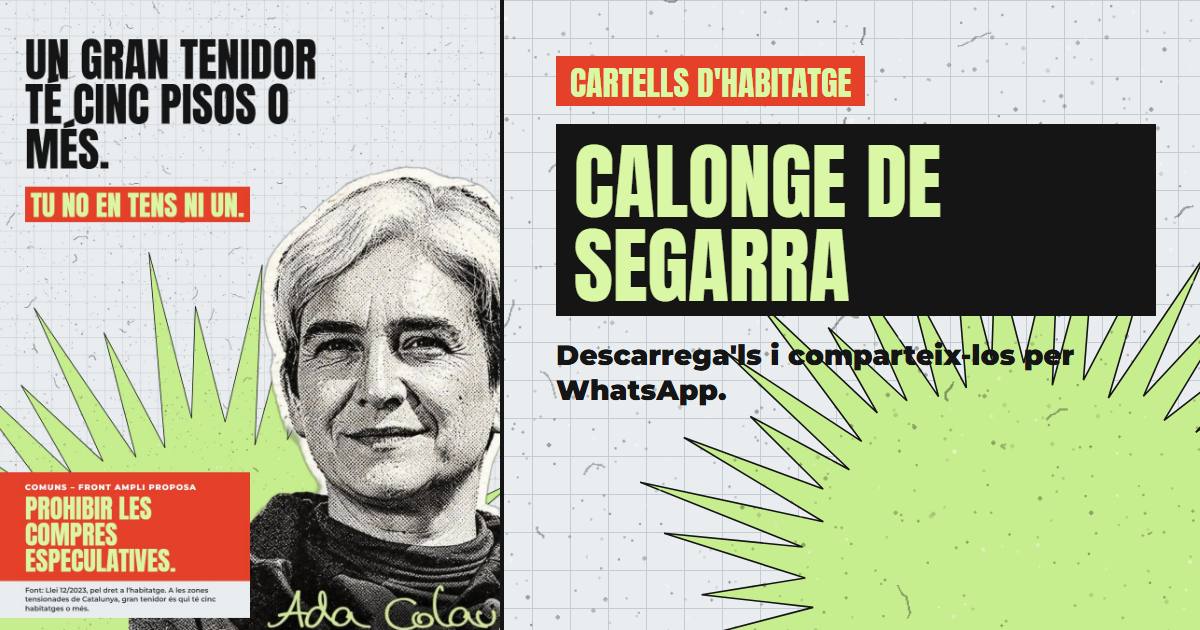 UN GRAN TENIDOR
TÉ CINC PISOS O
MÉS.
TU NO EN TENS NI UN.
COMUNS – FRONT AMPLI PROPOSA
PROHIBIR LES
COMPRES
ESPECULATIVES.
Font: Llei 12/2023, pel dret a l'habitatge. A les zones
tensionades de Catalunya, gran tenidor és qui té cinc
habitatges o més.
Ada Colau
CARTELLS D'HABITATGE
CALONGE DE
SEGARRA
Descarrega'ls i comparteix-los per
WhatsApp.